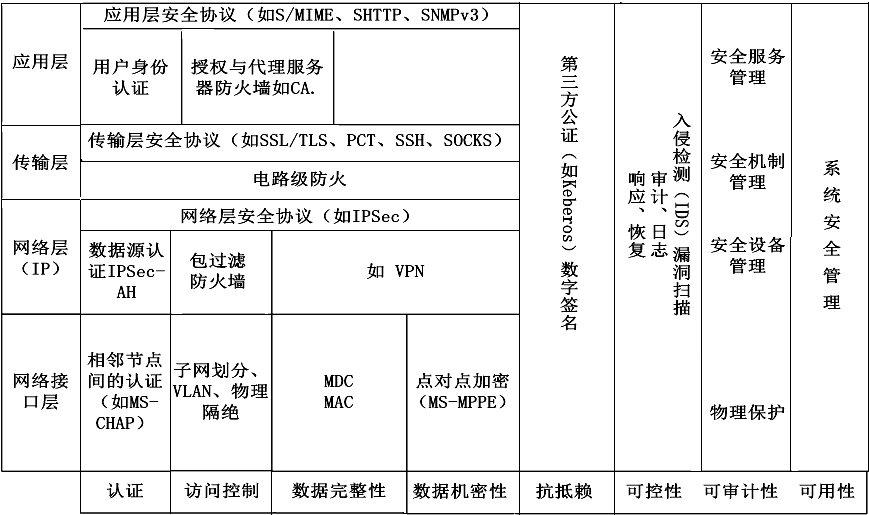 应用层安全协议（如S/MIME、SHTTP、SNMPv3）
应用层
用户身份
认证
授权与代理服务
器防火墙如CA.
传输层
传输层安全协议（如SSL/TLS、PCT、SSH、SOCKS）
电路级防火
网络层
（IP）
网络层安全协议（如IPSec）
数据源认
证IPSec-
AH
包过滤
防火墙
如 VPN
网络接
口层
相邻节点
间的认证
（如MS-
CHAP）
子网划分、
VLAN、物理
隔绝
MDC
MAC
点对点加密
（MS-MPPE）
第三方公证（如Keberos）数字签名
入侵检测（IDS）漏洞扫描
审计、日志
响应、恢复
安全服务
管理
安全机制
管理
安全设备
管理
物理保护
系统安全管理
认证
访问控制
数据完整性
数据机密性
抗抵赖
可控性
可审计性
可用性